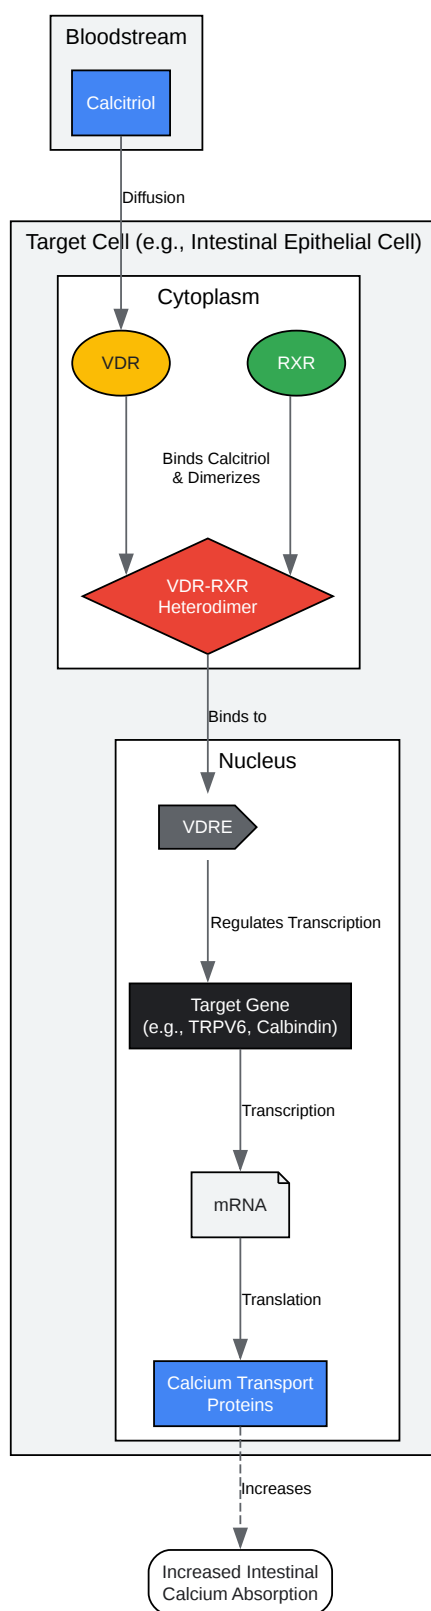 Bloodstream
Calcitriol
Diffusion
Target Cell (e.g., Intestinal Epithelial Cell)
Cytoplasm
VDR
RXR
Binds Calcitriol
& Dimerizes
VDR-RXR
Heterodimer
Binds to
Nucleus
VDRE
Regulates Transcription
Target Gene
(e.g., TRPV6, Calbindin)
Transcription
mRNA
Translation
Calcium Transport
Proteins
Increases
Increased Intestinal
Calcium Absorption